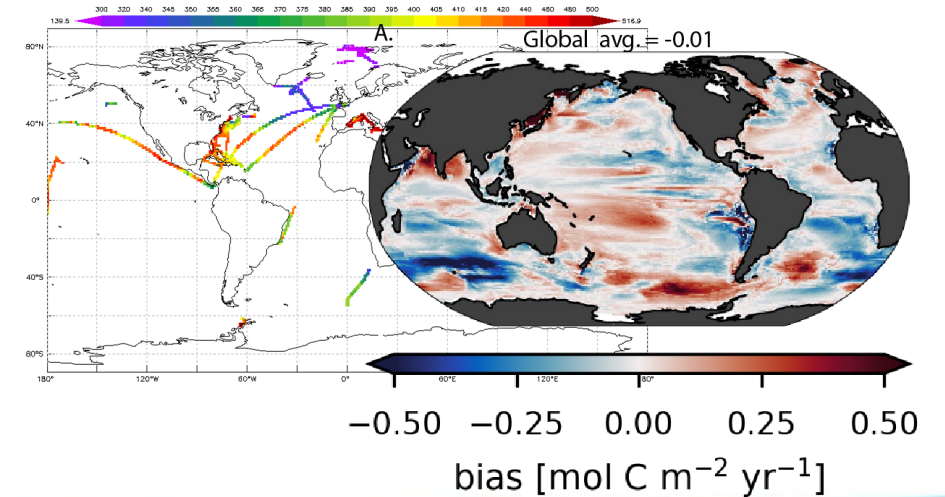 300 320 340 345 350 355 360 365 370 375 380 385 390 395 400 405 410 415 420 440 460 480 500
139.5 516.9
A.
Global avg. = -0.01
80°N
40°N
0°
40°S
80°S
180° 120°W 60°W 0° 60°E 120°E 180°
−0.50 −0.25 0.00 0.25 0.50
bias [mol C m−2 yr−1]